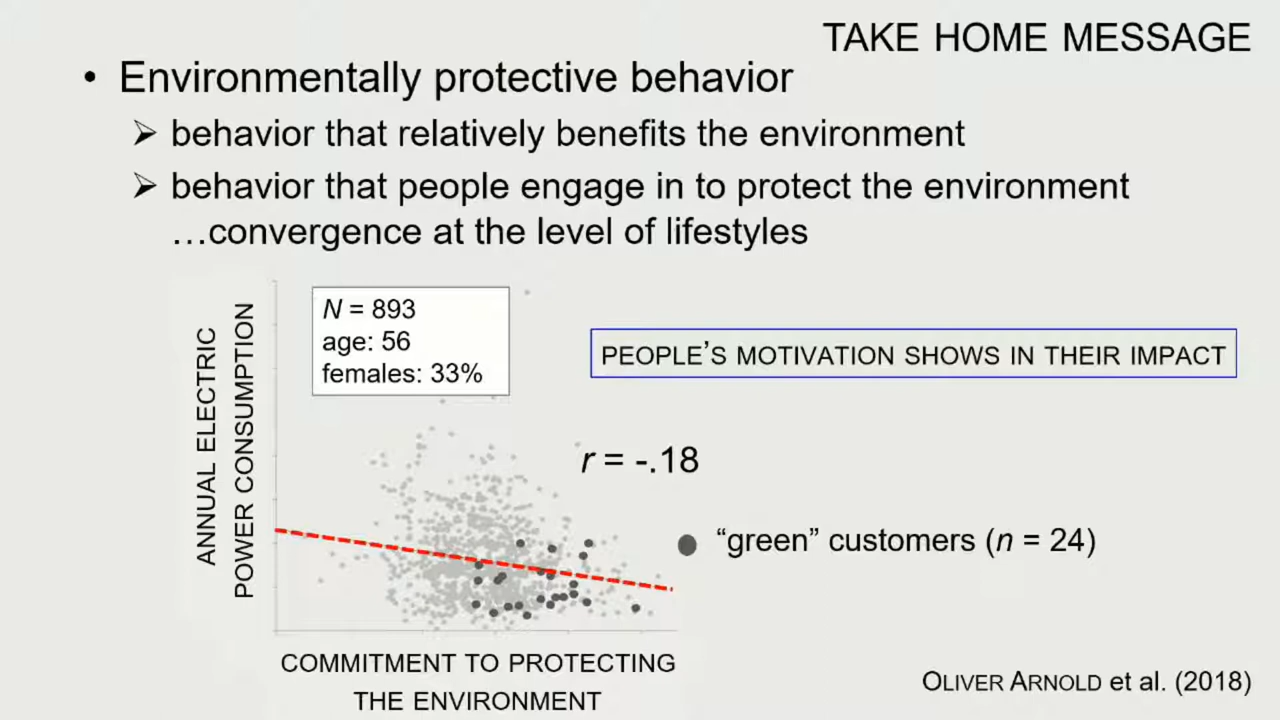 TAKE HOME MESSAGE
• Environmentally protective behavior
➢ behavior that relatively benefits the environment
➢ behavior that people engage in to protect the environment
…convergence at the level of lifestyles
N = 893
age: 56
females: 33%
PEOPLE’S MOTIVATION SHOWS IN THEIR IMPACT
ANNUAL ELECTRIC
POWER CONSUMPTION
r = -.18
“green” customers (n = 24)
COMMITMENT TO PROTECTING
THE ENVIRONMENT
OLIVER ARNOLD et al. (2018)